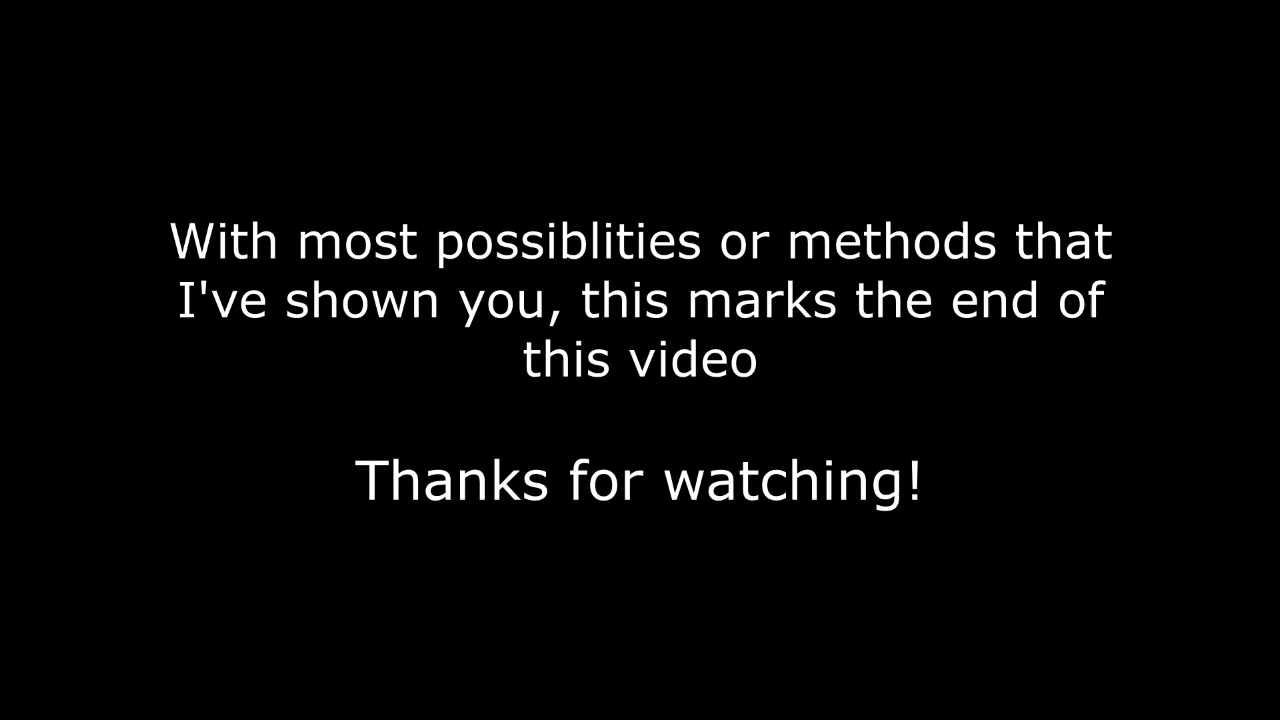 With most possiblities or methods that
I've shown you, this marks the end of
this video
Thanks for watching!